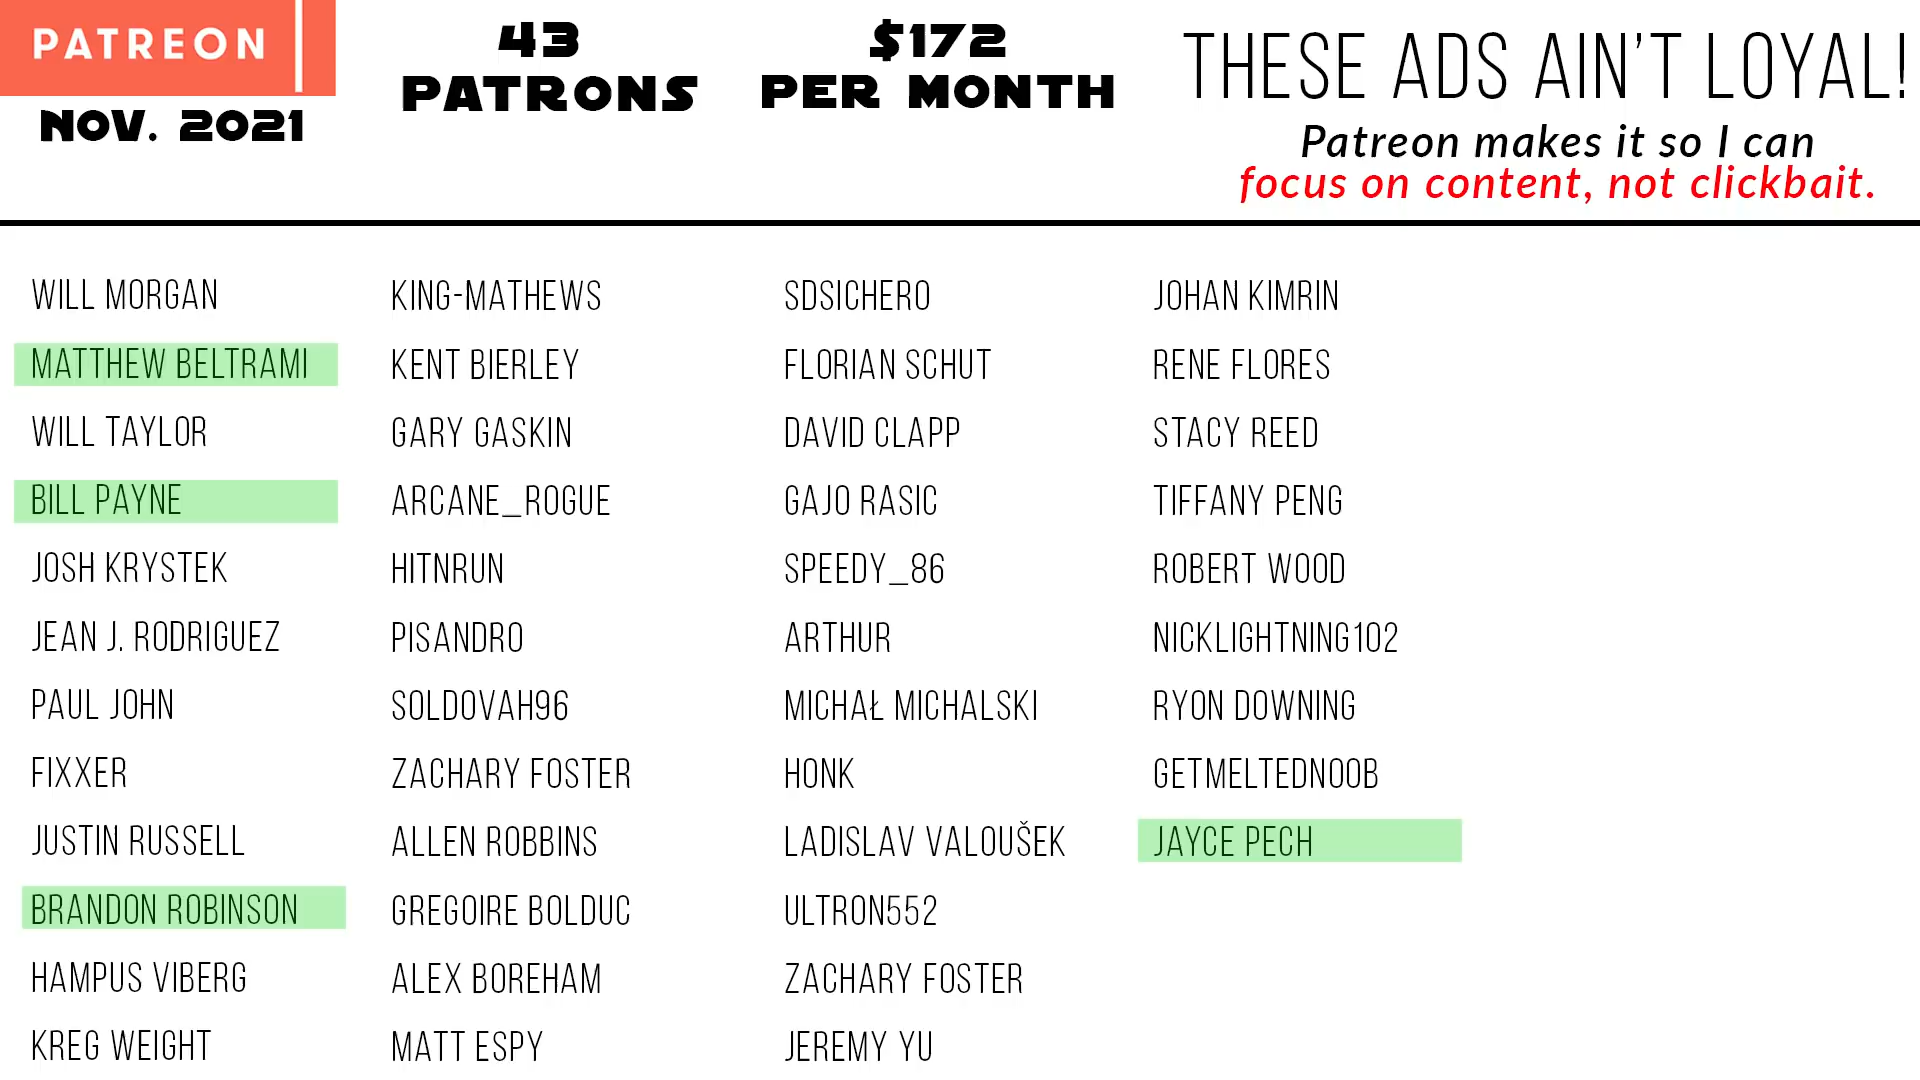 PATREON
NOV. 2021
43
PATRONS
$172
PER MONTH
THESE ADS AIN'T LOYAL!
Patreon makes it so I can
focus on content, not clickbait.
WILL MORGAN
MATTHEW BELTRAMI
WILL TAYLOR
BILL PAYNE
JOSH KRYSTEK
JEAN J. RODRIGUEZ
PAUL JOHN
FIXXER
JUSTIN RUSSELL
BRANDON ROBINSON
HAMPUS VIBERG
KREG WEIGHT
KING-MATHEWS
KENT BIERLEY
GARY GASKIN
ARCANE_ROGUE
HITNRUN
PISANDRO
SOLDOVAH96
ZACHARY FOSTER
ALLEN ROBBINS
GREGOIRE BOLDUC
ALEX BOREHAM
MATT ESPY
SDSICHERO
FLORIAN SCHUT
DAVID CLAPP
GAJO RASIC
SPEEDY_86
ARTHUR
MICHAŁ MICHALSKI
HONK
LADISLAV VALOUŠEK
ULTRON552
ZACHARY FOSTER
JEREMY YU
JOHAN KIMRIN
RENE FLORES
STACY REED
TIFFANY PENG
ROBERT WOOD
NICKLIGHTNING102
RYON DOWNING
GETMELTEDNOOB
JAYCE PECH